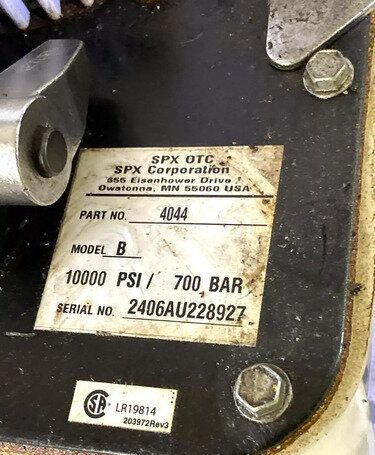 SPX OTC
SPX Corporation
655 Eisenhower Drive
Owatonna, MN 55060 USA
PART NO. 4044
MODEL B
10000 PSI / 700 BAR
SERIAL NO. 2406AU228927
SA LR19814
203972Rev3